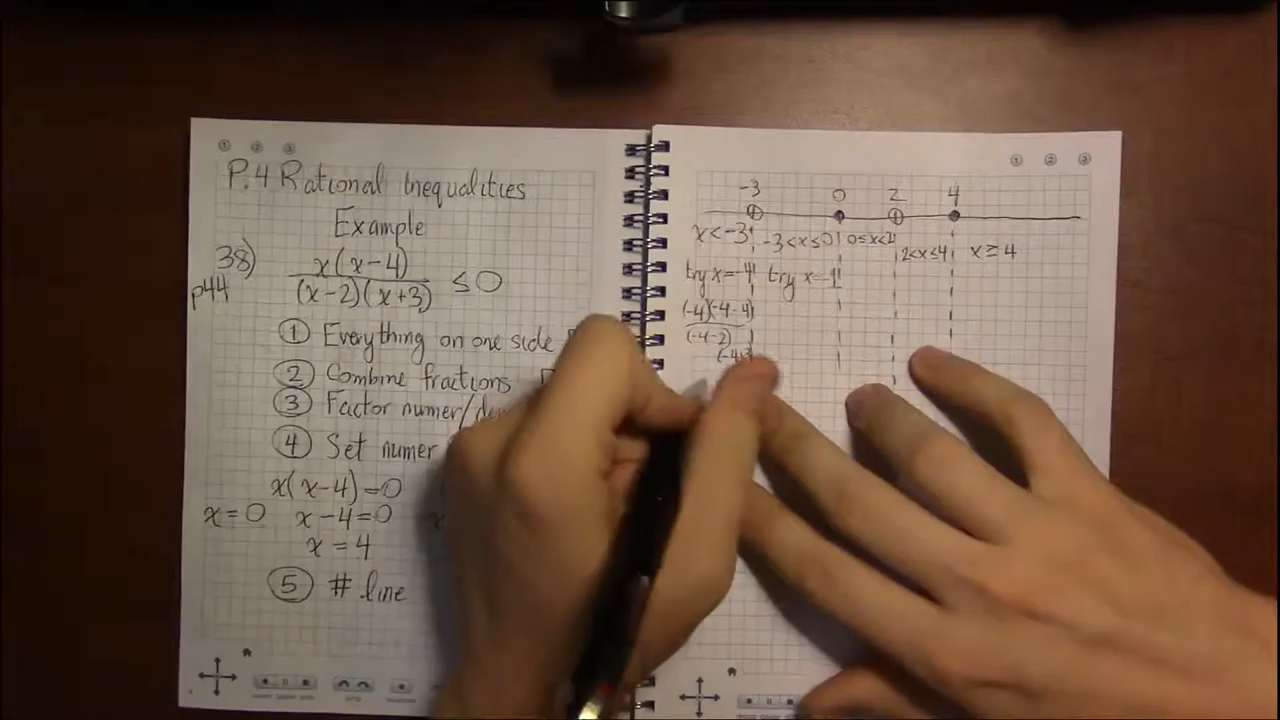 P.4 Rational Inequalities
Example
38) x(x-4)
p44 (x-2)(x+3) ≤ 0
① Everything on one side
② Combine fractions
③ Factor numer/
④ Set numer
x(x-4)=0
x=0 x-4=0
x=4
⑤ # line
-3 0 2 4
x<-3 -3<x≤0 0≤x<2 2<x≤4 x≥4
try x=-4 try x=-1
(-4)(-4-4)
(-4-2)